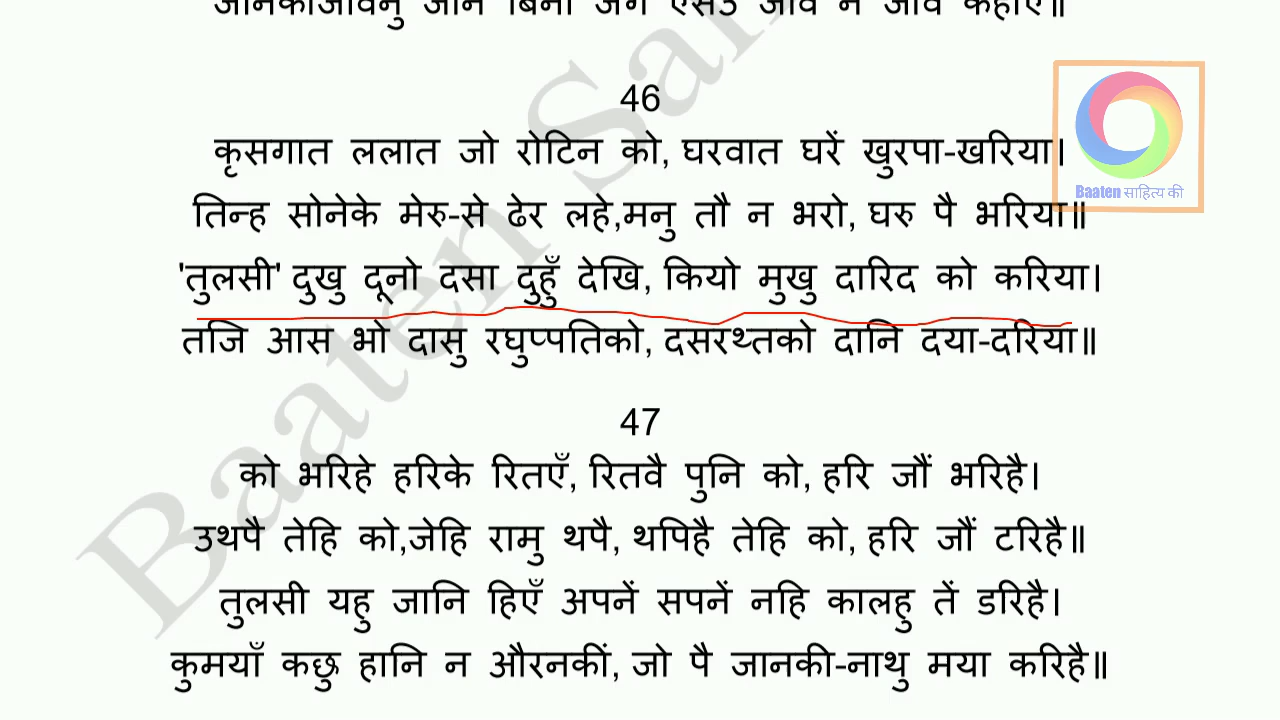 46
कृसगात ललात जो रोटिन को, घरवात घरें खुरपा-खरिया।
तिन्ह सोनेके मेरु-से ढेर लहे,मनु तौ न भरो, घरु पै भरिया॥
'तुलसी' दुखु दूनो दसा दुहुँ देखि, कियो मुखु दारिद को करिया।
तजि आस भो दासु रघुप्पतिको, दसरथ्तको दानि दया-दरिया॥
47
को भरिहे हरिके रितएँ, रितवै पुनि को, हरि जौं भरिहै।
उथपै तेहि को,जेहि रामु थपै, थपिहै तेहि को, हरि जौं टरिहै॥
तुलसी यहु जानि हिएँ अपनें सपनें नहि कालहु तें डरिहै।
कुमयाँ कछु हानि न औरनकीं, जो पै जानकी-नाथु मया करिहै॥
Baaten साहित्य की